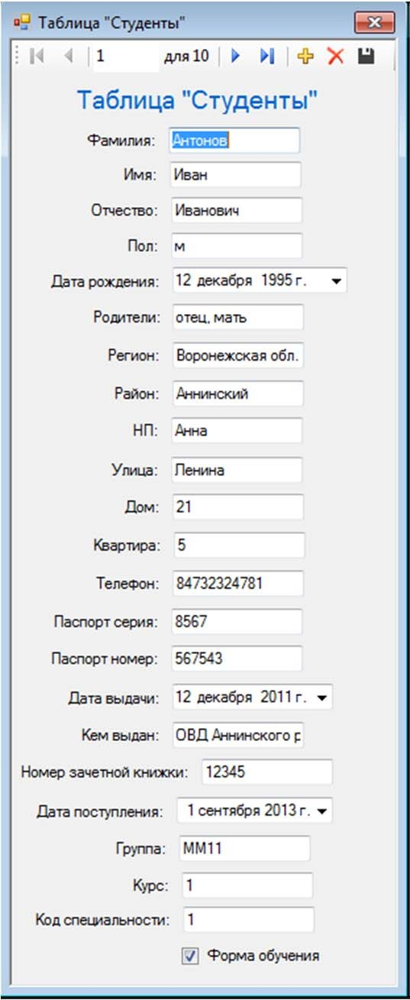 Таблица "Студенты"
1 для 10
Таблица "Студенты"
Фамилия: Антонов
Имя: Иван
Отчество: Иванович
Пол: м
Дата рождения: 12 декабря 1995 г.
Родители: отец, мать
Регион: Воронежская обл.
Район: Аннинский
НП: Анна
Улица: Ленина
Дом: 21
Квартира: 5
Телефон: 84732324781
Паспорт серия: 8567
Паспорт номер: 567543
Дата выдачи: 12 декабря 2011 г.
Кем выдан: ОВД Аннинского р
Номер зачетной книжки: 12345
Дата поступления: 1 сентября 2013 г.
Группа: ММ11
Курс: 1
Код специальности: 1
Форма обучения